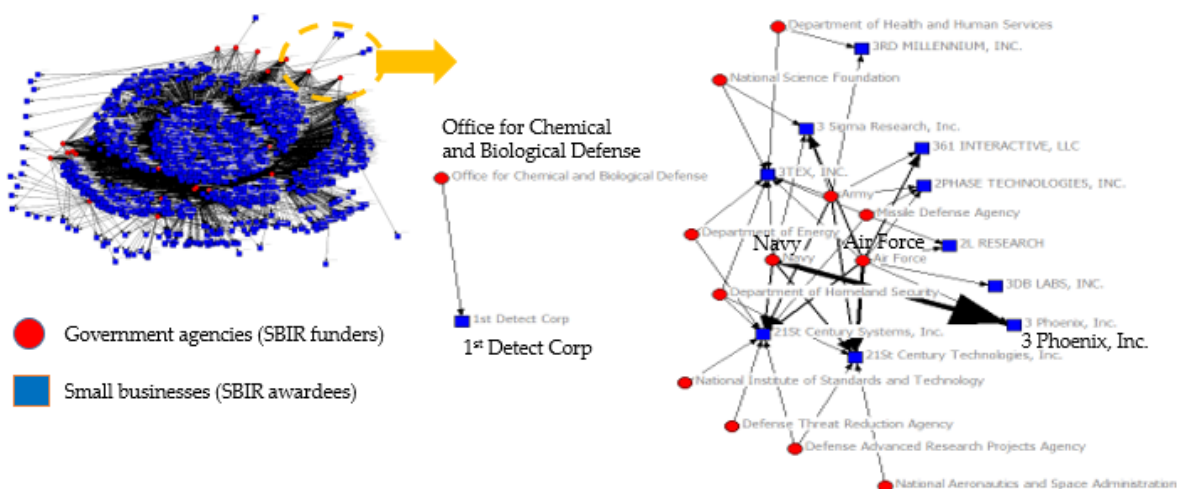 Office for Chemical
and Biological Defense
Office for Chemical and Biological Defense
1st Detect Corp
1st Detect Corp
Government agencies (SBIR funders)
Small businesses (SBIR awardees)
Department of Health and Human Services
3RD MILLENNIUM, INC.
National Science Foundation
3 Sigma Research, Inc.
361 INTERACTIVE, LLC
3TEX, INC.
2PHASE TECHNOLOGIES, INC.
Army
Missile Defense Agency
Department of Energy
Navy
Air Force
2L RESEARCH
Navy
Air Force
3DB LABS, INC.
Department of Homeland Security
3 Phoenix, Inc.
3 Phoenix, Inc.
21St Century Systems, Inc.
21St Century Technologies, Inc.
National Institute of Standards and Technology
Defense Threat Reduction Agency
Defense Advanced Research Projects Agency
National Aeronautics and Space Administration